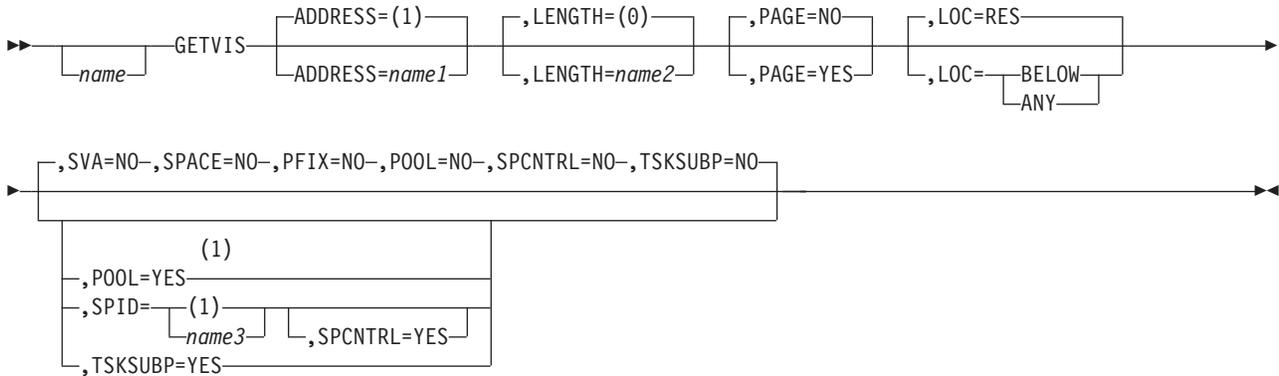 ADDRESS=(1) ,LENGTH=(0) ,PAGE=NO ,LOC=RES
name GETVIS ADDRESS=name1 ,LENGTH=name2 ,PAGE=YES ,LOC= BELOW
ANY
,SVA=NO–,SPACE=NO–,PFIX=NO–,POOL=NO–,SPCNTRL=NO–,TSKSUBP=NO
(1)
,POOL=YES
,SPID= (1)
name3 ,SPCNTRL=YES
,TSKSUBP=YES